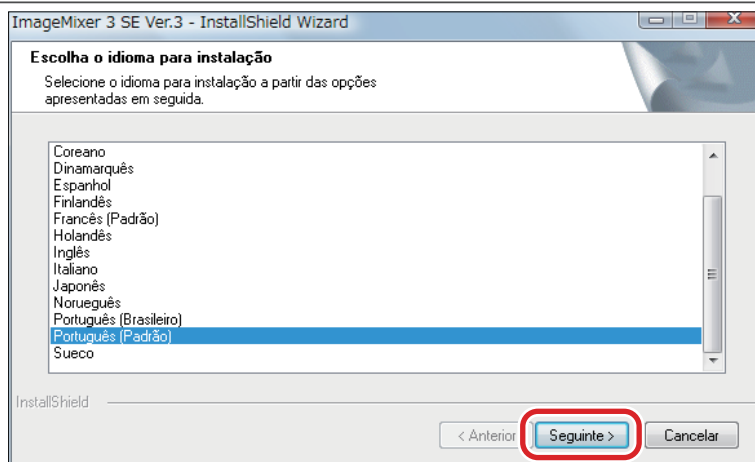 ImageMixer 3 SE Ver.3 - InstallShield Wizard
Escolha o idioma para instalação
Selecione o idioma para instalação a partir das opções
apresentadas em seguida.
Coreano
Dinamarquês
Espanhol
Finlandês
Francês (Padrão)
Holandês
Inglês
Italiano
Japonês
Norueguês
Português (Brasileiro)
Português (Padrão)
Sueco
InstallShield
< Anterior
Seguinte >
Cancelar